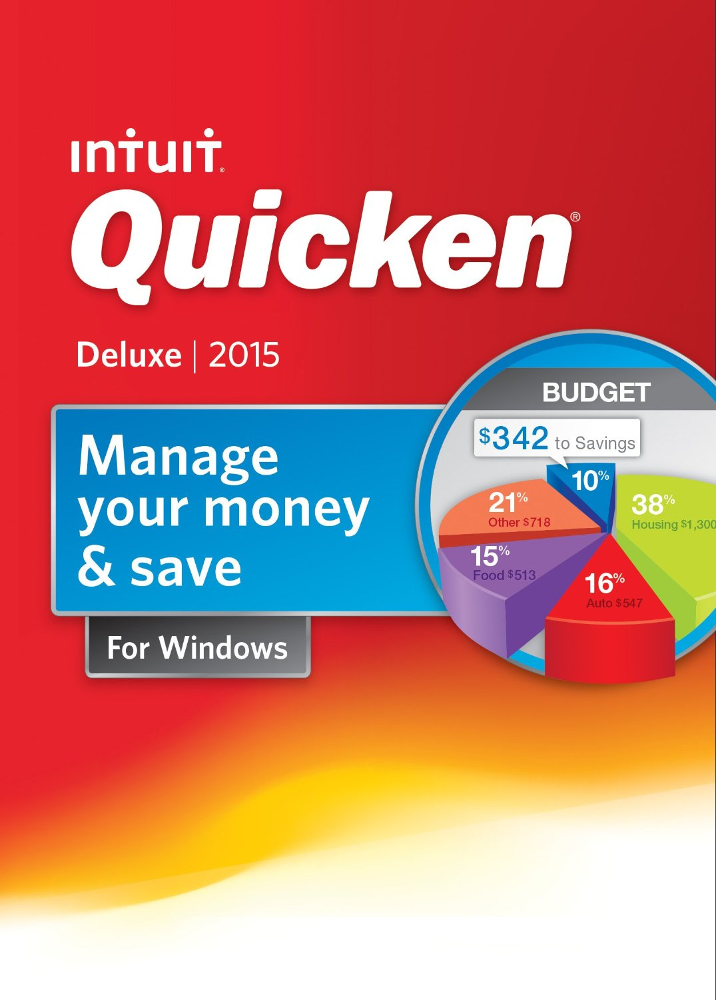 intuit®
Quicken®
Deluxe | 2015
BUDGET
Manage
your money
& save
$342 to Savings
10%
21%
Other $718
38%
Housing $1,300
15%
Food $513
16%
Auto $547
For Windows